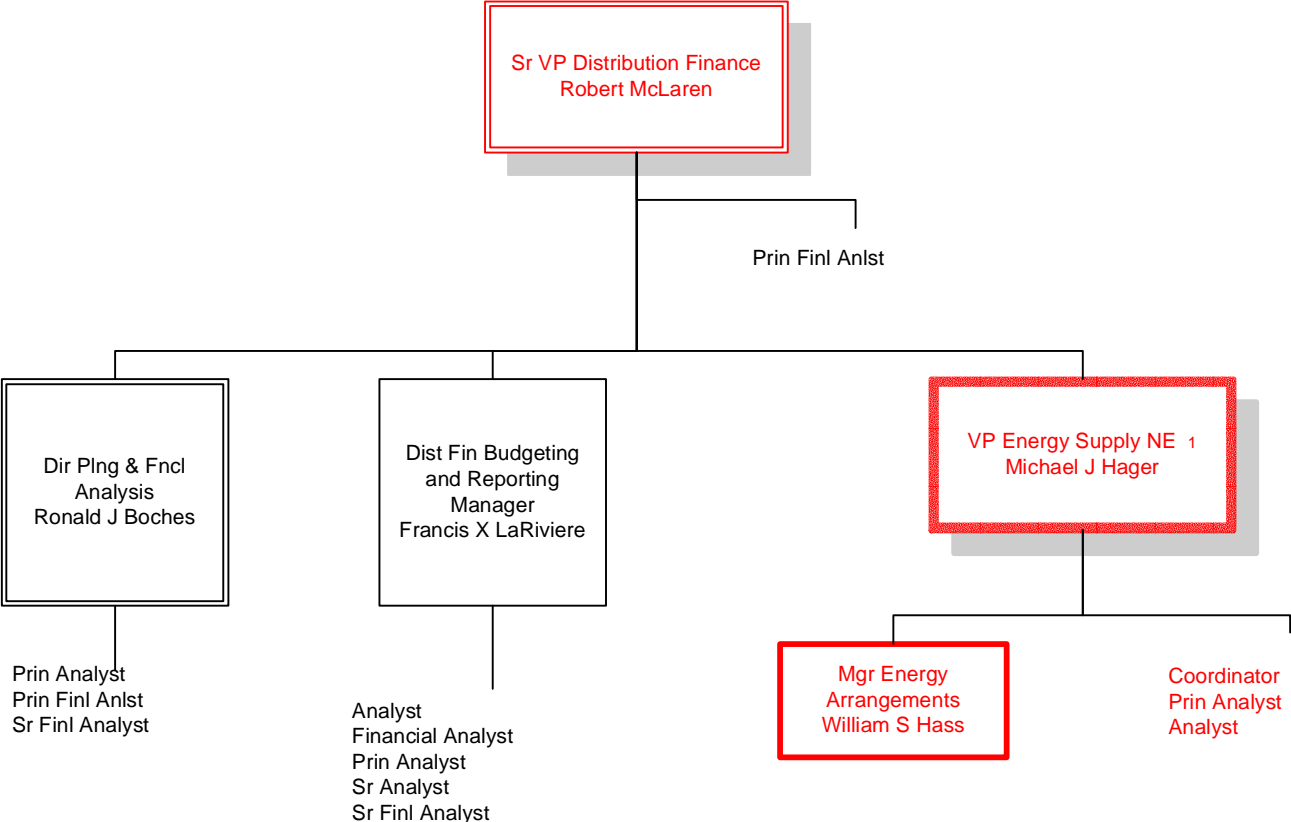 Sr VP Distribution Finance
Robert McLaren
Prin Finl Anlst
Dir Plng & Fncl
Analysis
Ronald J Boches
Dist Fin Budgeting
and Reporting
Manager
Francis X LaRiviere
VP Energy Supply NE 1
Michael J Hager
Prin Analyst
Prin Finl Anlst
Sr Finl Analyst
Analyst
Financial Analyst
Prin Analyst
Sr Analyst
Sr Finl Analyst
Mgr Energy
Arrangements
William S Hass
Coordinator
Prin Analyst
Analyst